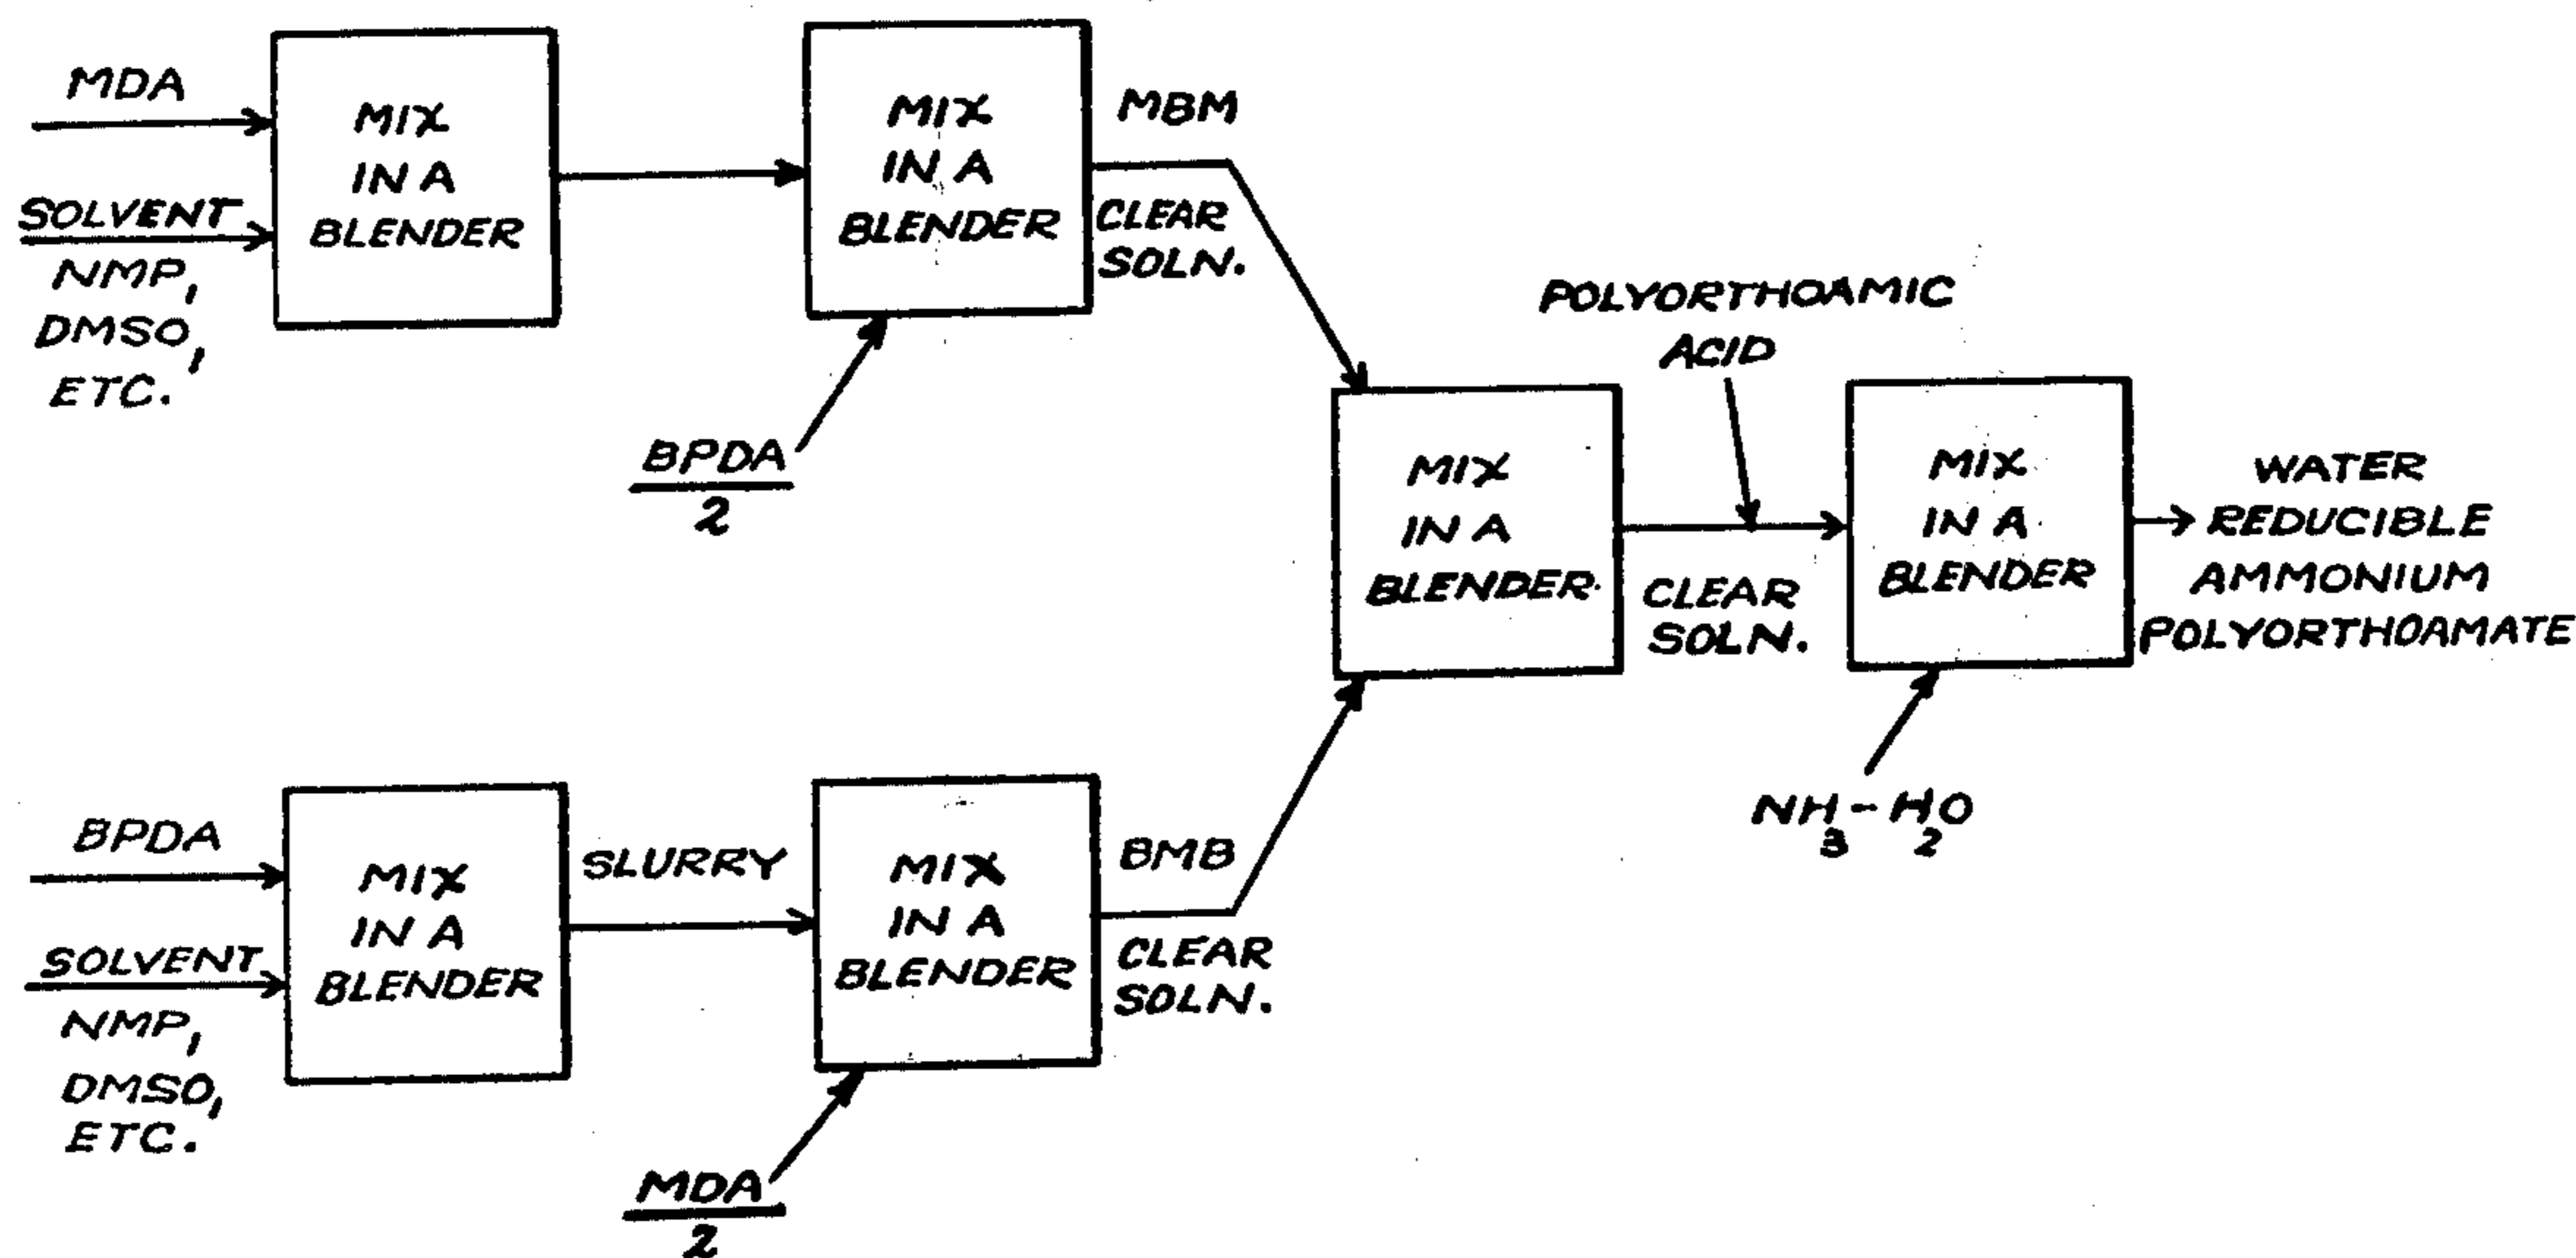 MDA
SOLVENT
NMP,
DMSO,
ETC.
MIX
IN A
BLENDER
BPDA
2
MIX
IN A
BLENDER
MBM
CLEAR
SOLN.
BPDA
SOLVENT
NMP,
DMSO,
ETC.
MIX
IN A
BLENDER
SLURRY
MDA
2
MIX
IN A
BLENDER
BMB
CLEAR
SOLN.
MIX
IN A
BLENDER
POLYORTHOAMIC
ACID
CLEAR
SOLN.
MIX
IN A
BLENDER
NH3-H2O
WATER
REDUCIBLE
AMMONIUM
POLYORTHOAMATE